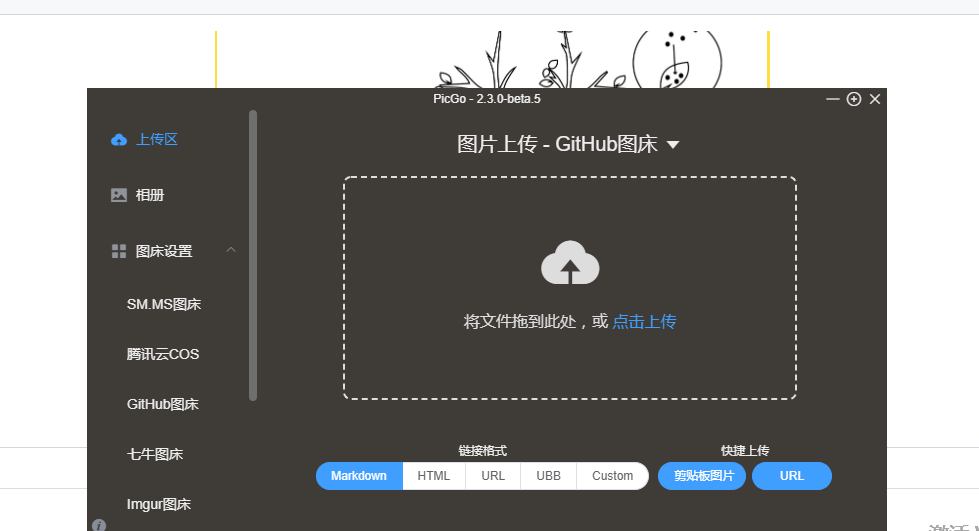 PicGo - 2.3.0-beta.5
上传区
图片上传 - GitHub图床
相册
图床设置
SM.MS图床
将文件拖到此处，或 点击上传
腾讯云COS
GitHub图床
七牛图床
链接格式
快捷上传
Markdown HTML URL UBB Custom 剪贴板图片 URL
Imgur图床